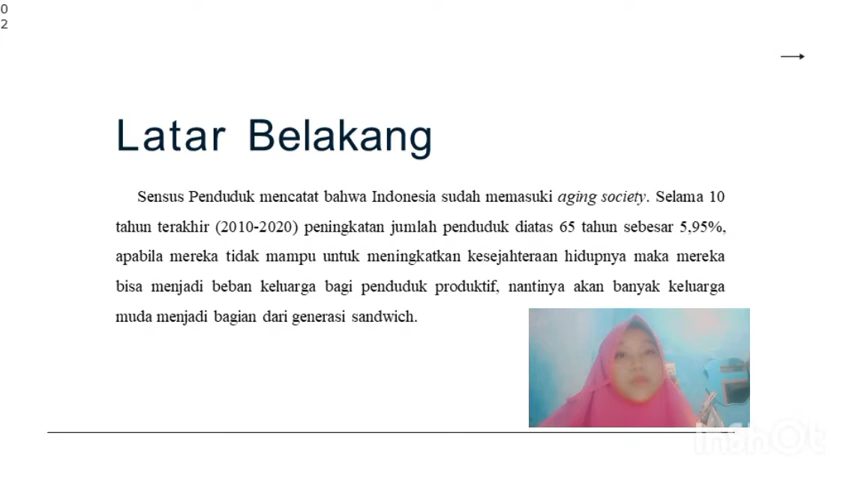 0
2
Latar Belakang
Sensus Penduduk mencatat bahwa Indonesia sudah memasuki aging society. Selama 10
tahun terakhir (2010-2020) peningkatan jumlah penduduk diatas 65 tahun sebesar 5,95%,
apabila mereka tidak mampu untuk meningkatkan kesejahteraan hidupnya maka mereka
bisa menjadi beban keluarga bagi penduduk produktif, nantinya akan banyak keluarga
muda menjadi bagian dari generasi sandwich.
InShOt